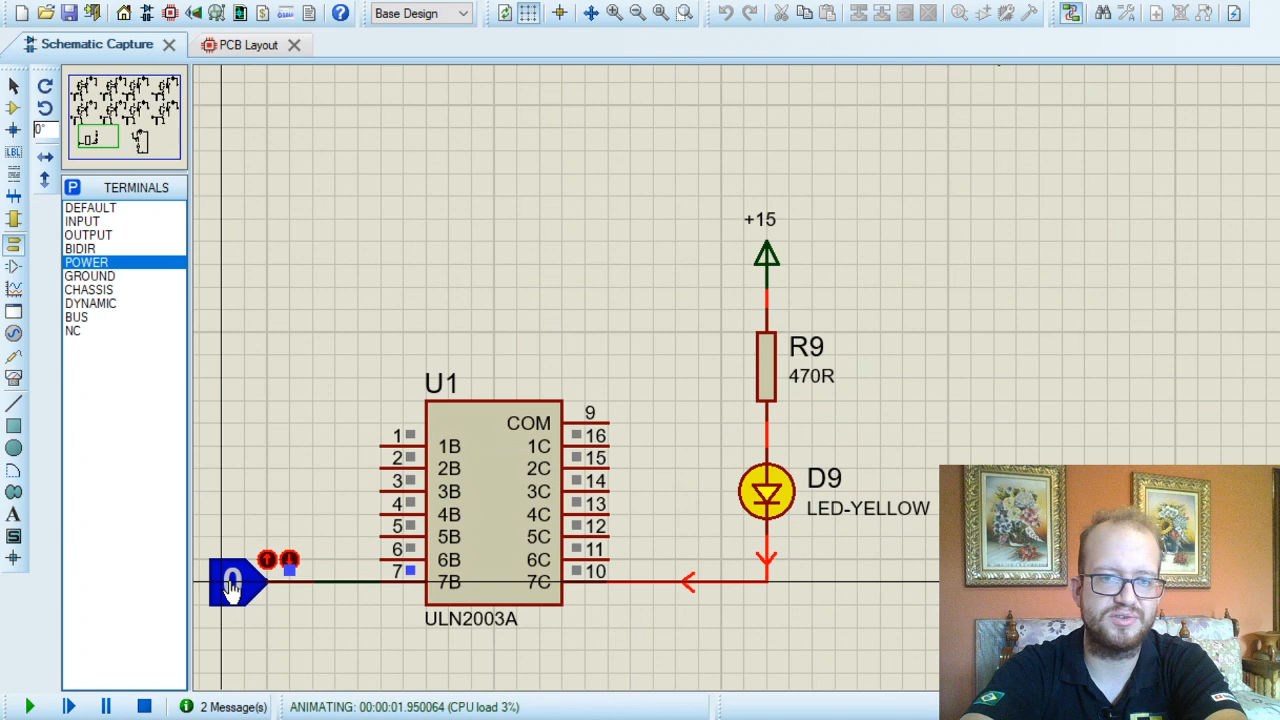 Base Design
Schematic Capture
PCB Layout
0°
LBL
P TERMINALS
DEFAULT
INPUT
OUTPUT
BIDIR
POWER
GROUND
CHASSIS
DYNAMIC
BUS
NC
A
S
+15
R9
470R
D9
LED-YELLOW
U1
COM 9
1 1B 1C 16
2 2B 2C 15
3 3B 3C 14
4 4B 4C 13
5 5B 5C 12
6 6B 6C 11
7 7B 7C 10
ULN2003A
0
2 Message(s)
ANIMATING: 00:00:01.950064 (CPU load 3%)